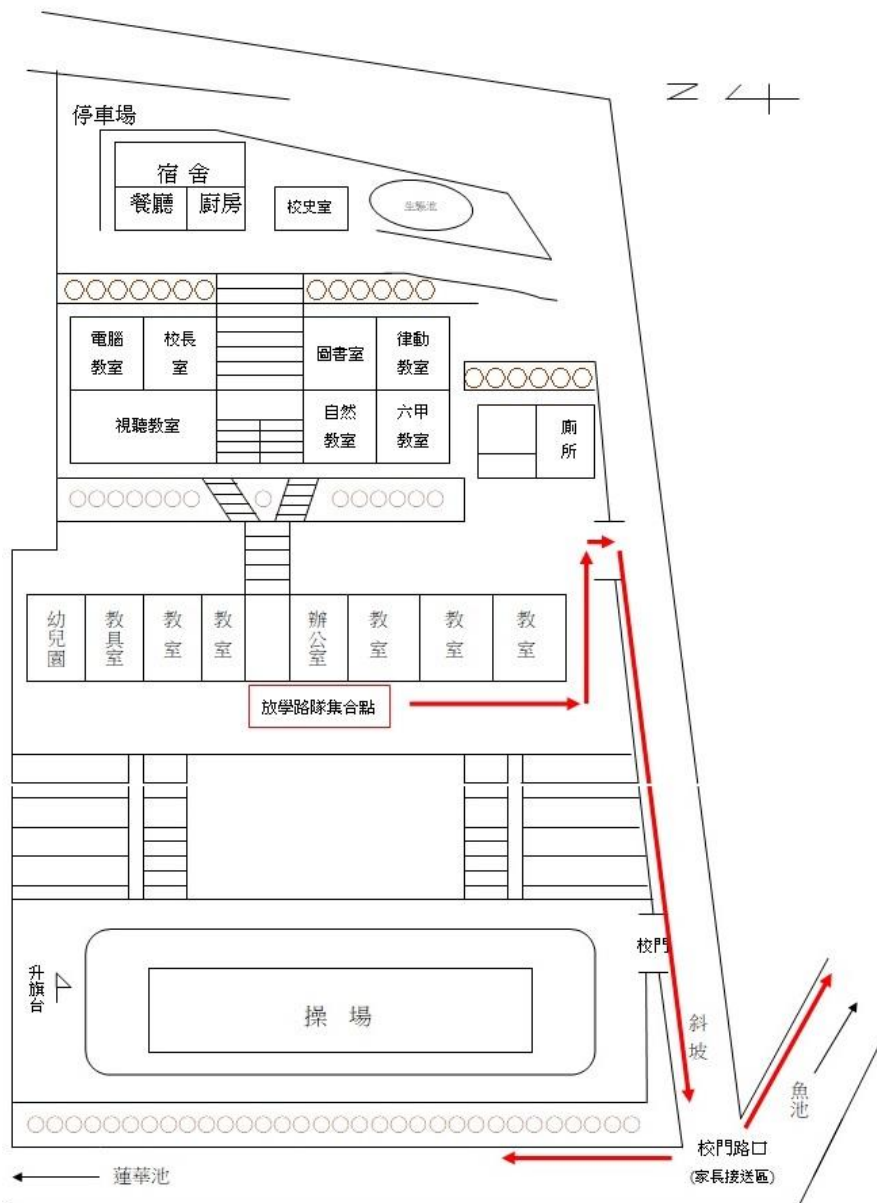 停車場
宿舍
餐廳
廚房
校史室
生態池
電腦
教室
校長
室
圖書室
律動
教室
視聽教室
自然
教室
六甲
教室
廁
所
幼兒園
教具室
教室
教室
辦公室
教室
教室
教室
放學路隊集合點
校門
升旗台
操場
斜坡
魚池
校門路口
(家長接送區)
蓮華池